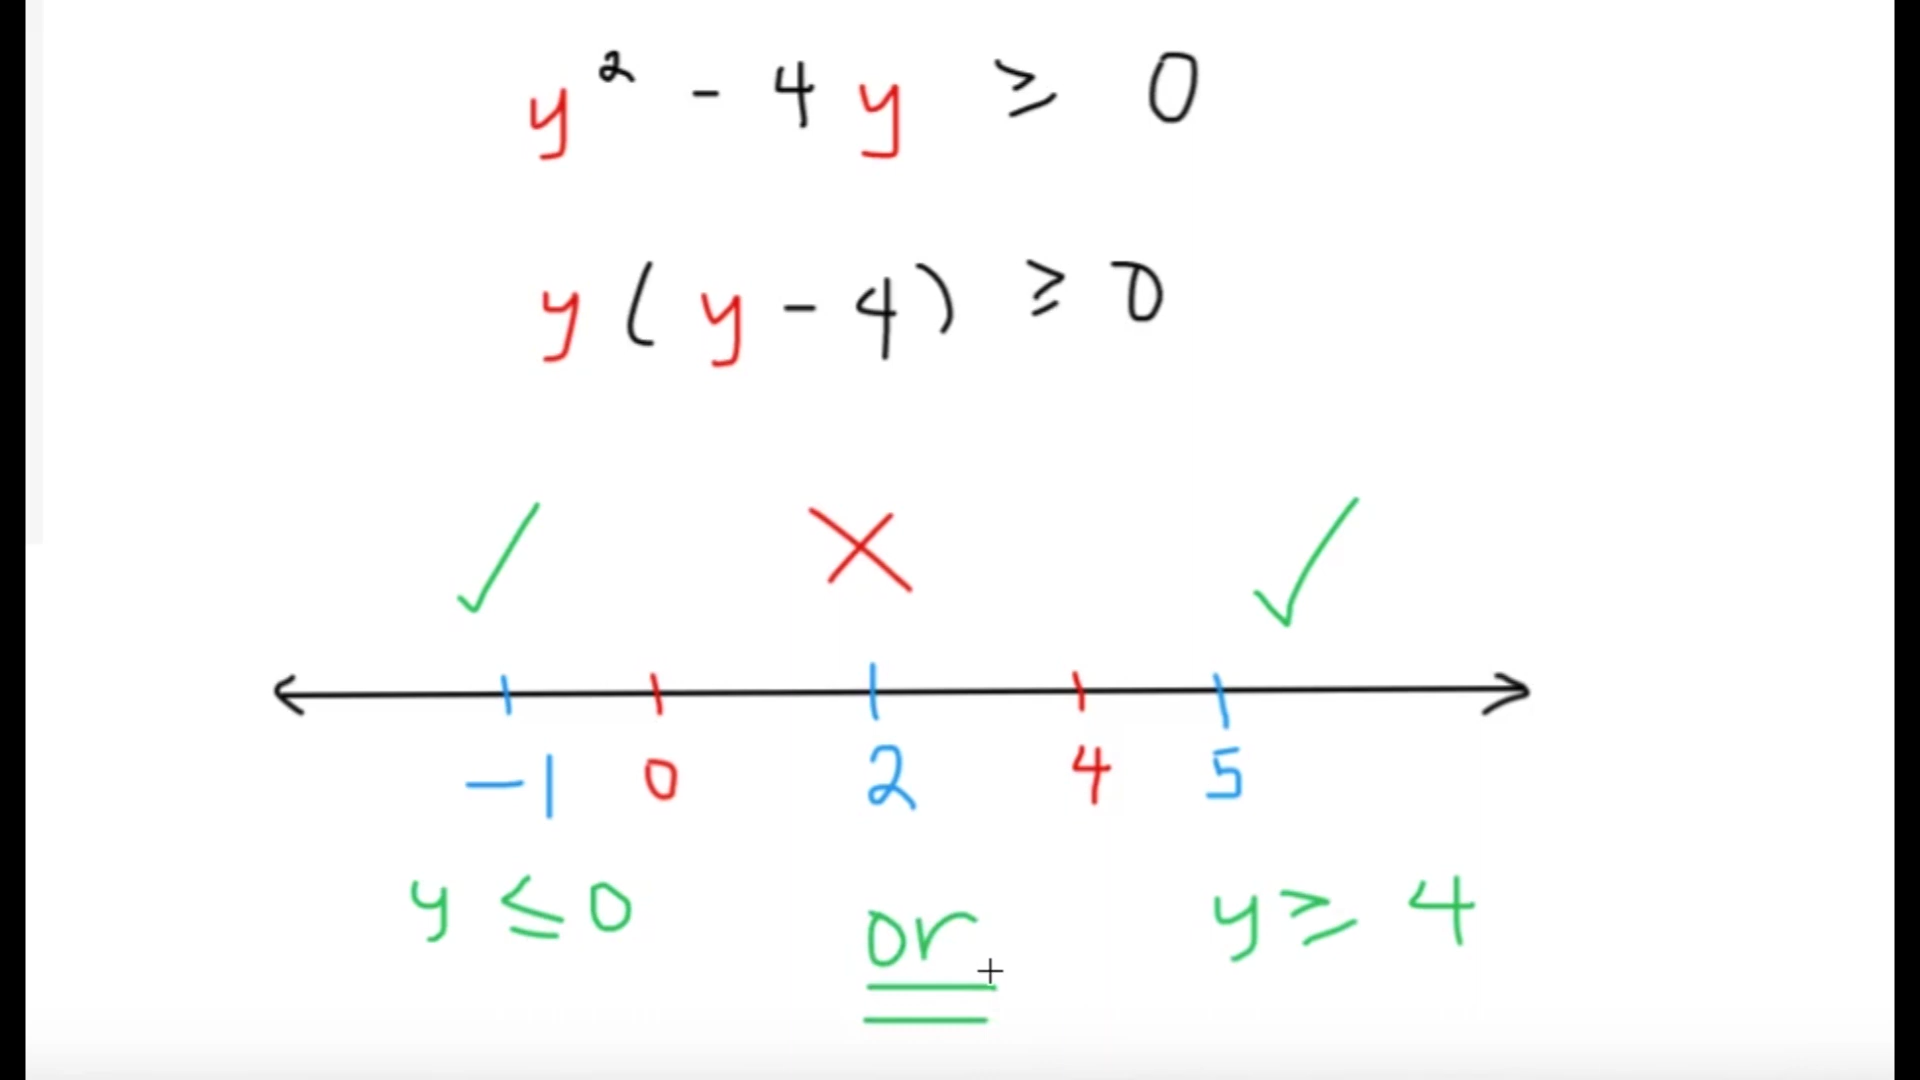 y² - 4y ≥ 0
y(y - 4) ≥ 0
-1 0 2 4 5
y ≤ 0 or y ≥ 4